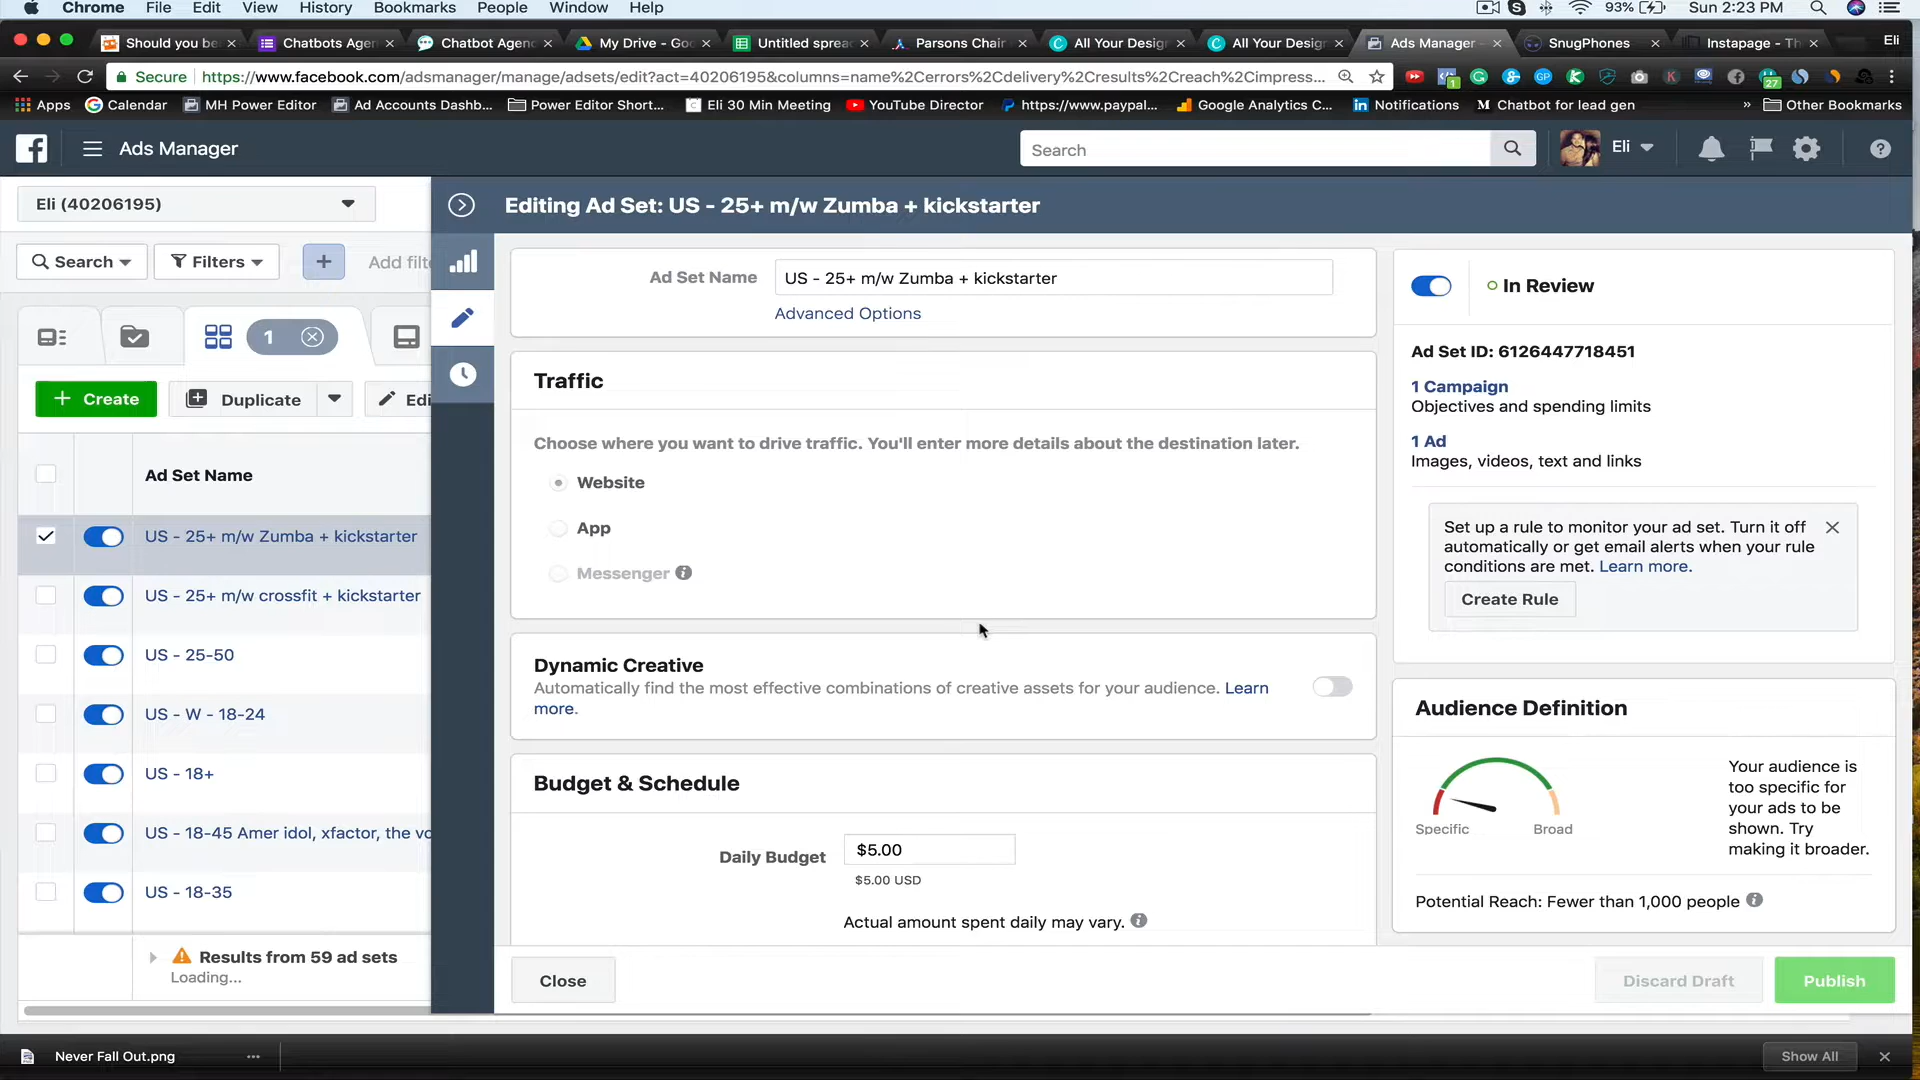 Chrome File Edit View History Bookmarks People Window Help 93% Sun 2:23 PM
Should you be Chatbots Agen Chatbot Agenc My Drive - Goo Untitled sprea Parsons Chair All Your Design All Your Design Ads Manager SnugPhones Instapage - Th Eli
Secure https://www.facebook.com/adsmanager/manage/adsets/edit?act=40206195&columns=name%2Cerrors%2Cdelivery%2Cresults%2Creach%2Cimpress... 1 GP K 27
Apps Calendar MH Power Editor Ad Accounts Dashb... Power Editor Short... Eli 30 Min Meeting YouTube Director https://www.paypal... Google Analytics C... Notifications Chatbot for lead gen » Other Bookmarks
Ads Manager Search Eli
Eli (40206195)
Editing Ad Set: US - 25+ m/w Zumba + kickstarter
Search Filters + Add filte
1
+ Create Duplicate Edi
Ad Set Name
US - 25+ m/w Zumba + kickstarter
US - 25+ m/w crossfit + kickstarter
US - 25-50
US - W - 18-24
US - 18+
US - 18-45 Amer idol, xfactor, the vo
US - 18-35
Results from 59 ad sets
Loading...
Ad Set Name US - 25+ m/w Zumba + kickstarter
Advanced Options
Traffic
Choose where you want to drive traffic. You'll enter more details about the destination later.
Website
App
Messenger
Dynamic Creative
Automatically find the most effective combinations of creative assets for your audience. Learn
more.
Budget & Schedule
Daily Budget $5.00
$5.00 USD
Actual amount spent daily may vary.
Close Discard Draft Publish
In Review
Ad Set ID: 6126447718451
1 Campaign
Objectives and spending limits
1 Ad
Images, videos, text and links
Set up a rule to monitor your ad set. Turn it off
automatically or get email alerts when your rule
conditions are met. Learn more.
Create Rule
Audience Definition
Specific Broad
Your audience is
too specific for
your ads to be
shown. Try
making it broader.
Potential Reach: Fewer than 1,000 people
Never Fall Out.png Show All